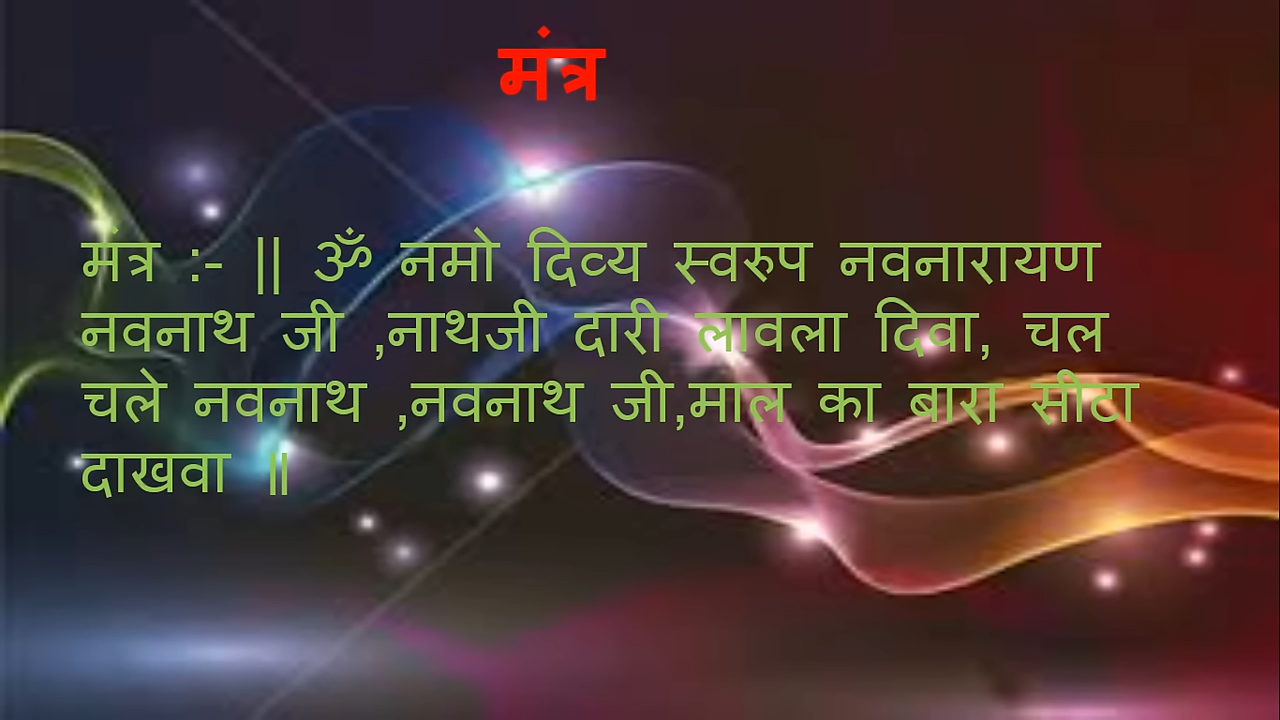 मंत्र
मंत्र :- || ॐ नमो दिव्य स्वरुप नवनारायण
नवनाथ जी ,नाथजी दारी लावला दिवा, चल
चले नवनाथ ,नवनाथ जी,माल का बारा सीटा
दाखवा ॥